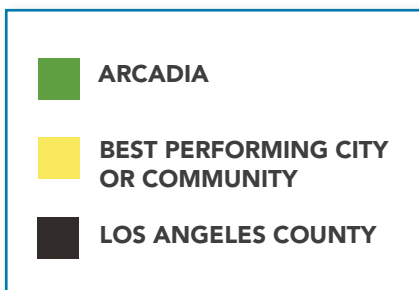 ARCADIA
BEST PERFORMING CITY
OR COMMUNITY
LOS ANGELES COUNTY